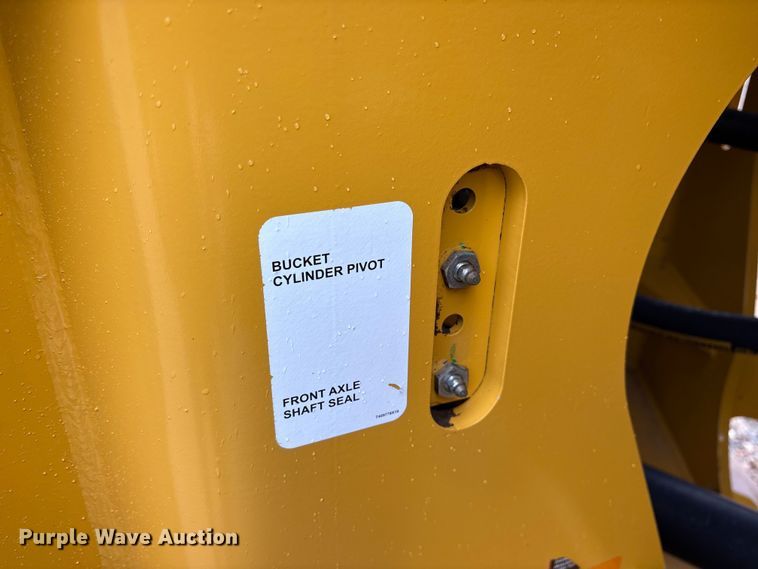 BUCKET
CYLINDER PIVOT
FRONT AXLE
SHAFT SEAL
Purple Wave Auction